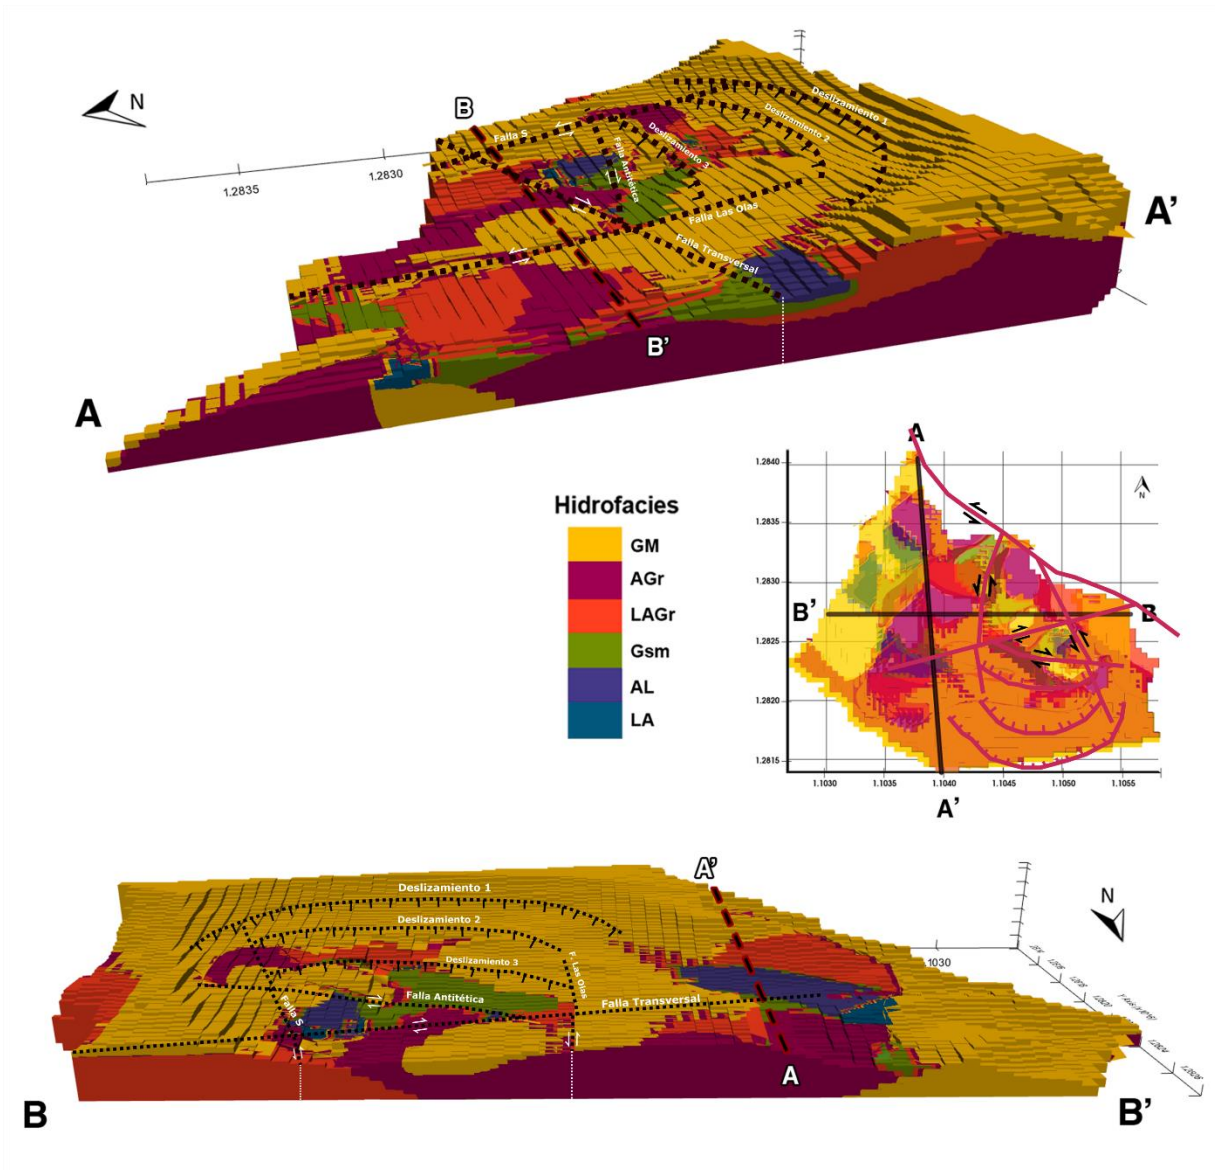 N
B
Falla S
Deslizamiento 1
Deslizamiento 2
Deslizamiento 3
Falla Antitética
1.2835
1.2830
Falla Las Olas
Falla Transversal
A'
B'
A
Hidrofacies
GM
AGr
LAGr
Gsm
AL
LA
A
1.2840
1.2835
1.2830
1.2825
1.2820
1.2815
N
B'
B
1.1030
1.1035
1.1040
1.1045
1.1050
1.1055
A'
A'
N
Deslizamiento 1
Deslizamiento 2
Deslizamiento 3
F. Las Olas
Falla Antitética
Falla Transversal
Falla S
1030
A
B
B'